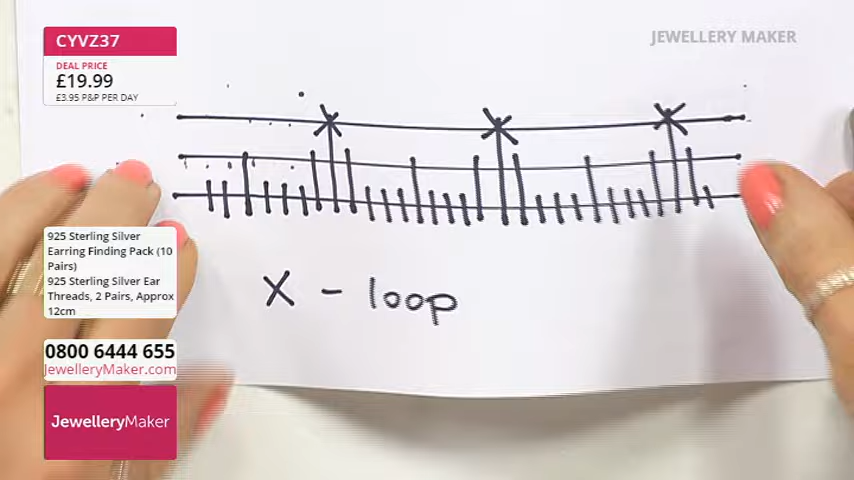 CYVZ37
DEAL PRICE
£19.99
£3.95 P&P PER DAY
JEWELLERY MAKER
X - loop
925 Sterling Silver
Earring Finding Pack (10
Pairs)
925 Sterling Silver Ear
Threads, 2 Pairs, Approx
12cm
0800 6444 655
JewelleryMaker.com
JewelleryMaker